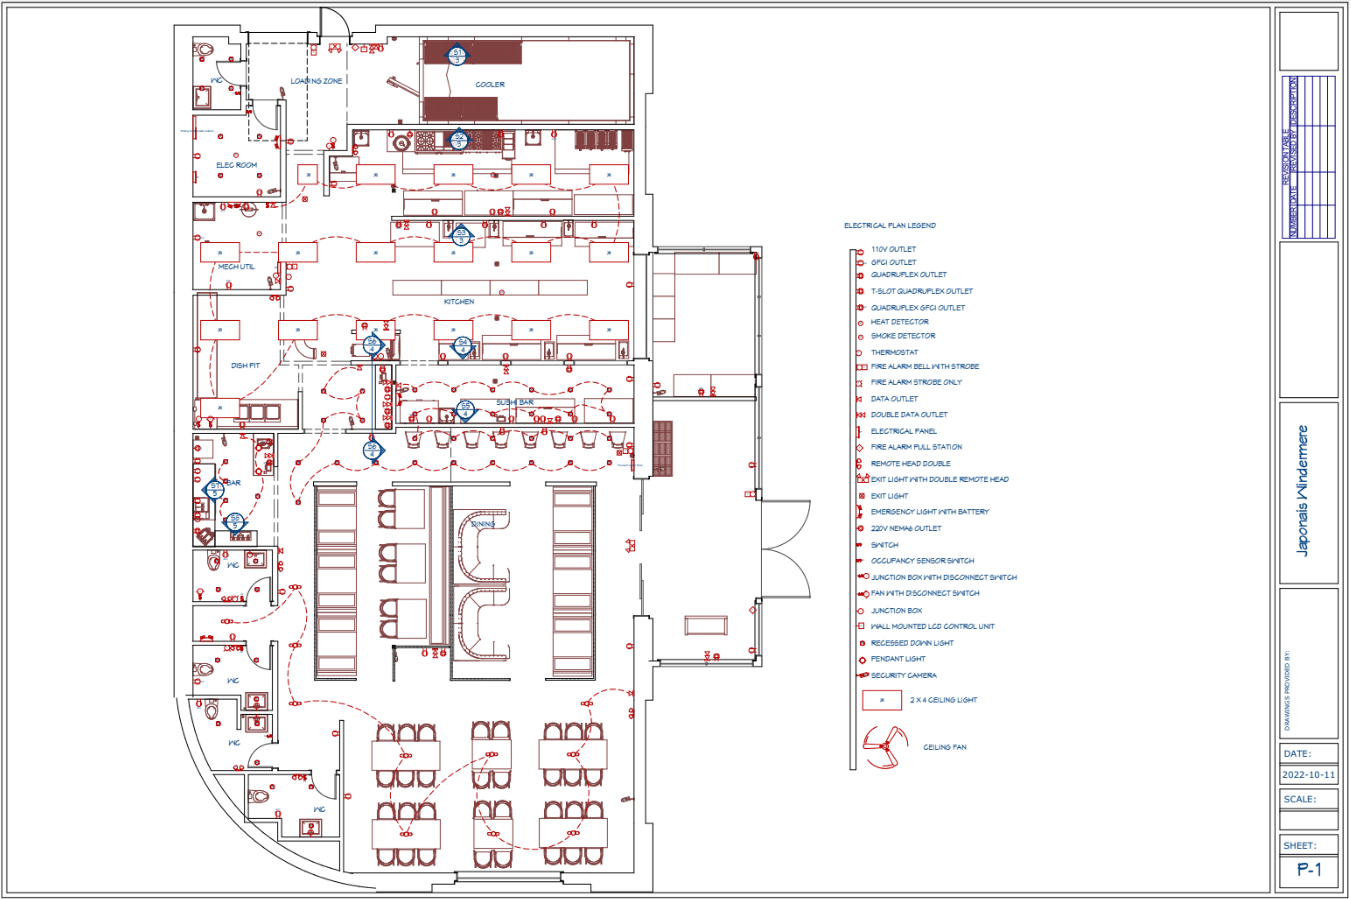 WC
LOADING ZONE
COOLER
S1
3
S2
3
ELEC ROOM
S3
3
MECH UTIL
KITCHEN
S6
4
S4
4
DISH PIT
SUSHI BAR
S5
4
S6
4
S7
5
BAR
S8
5
DINING
WC
WC
WC
WC
ELECTRICAL PLAN LEGEND
110V OUTLET
GFCI OUTLET
QUADRUPLEX OUTLET
T-SLOT QUADRUPLEX OUTLET
QUADRUPLEX GFCI OUTLET
HEAT DETECTOR
SMOKE DETECTOR
THERMOSTAT
FIRE ALARM BELL WITH STROBE
FIRE ALARM STROBE ONLY
DATA OUTLET
DOUBLE DATA OUTLET
ELECTRICAL PANEL
FIRE ALARM PULL STATION
REMOTE HEAD DOUBLE
EXIT LIGHT WITH DOUBLE REMOTE HEAD
EXIT LIGHT
EMERGENCY LIGHT WITH BATTERY
220V NEMA6 OUTLET
SWITCH
OCCUPANCY SENSOR SWITCH
JUNCTION BOX WITH DISCONNECT SWITCH
FAN WITH DISCONNECT SWITCH
JUNCTION BOX
WALL MOUNTED LCD CONTROL UNIT
RECESSED DOWN LIGHT
PENDANT LIGHT
SECURITY CAMERA
2 X 4 CEILING LIGHT
CEILING FAN
REVISION TABLE
NUMBER DATE REVISED BY DESCRIPTION
Japonais Windermere
DRAWINGS PROVIDED BY:
DATE:
2022-10-11
SCALE:
SHEET:
P-1